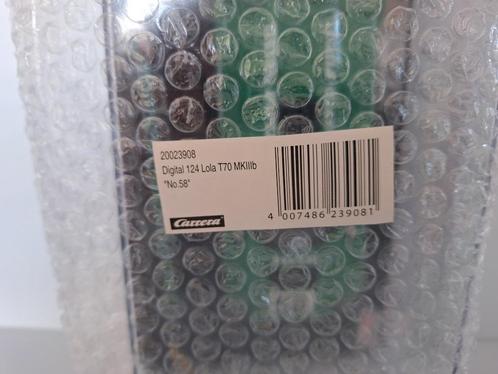 20023908
Digital 124 Lola T70 MKIIIb
"No.58"
Carrera
4 007486 239081